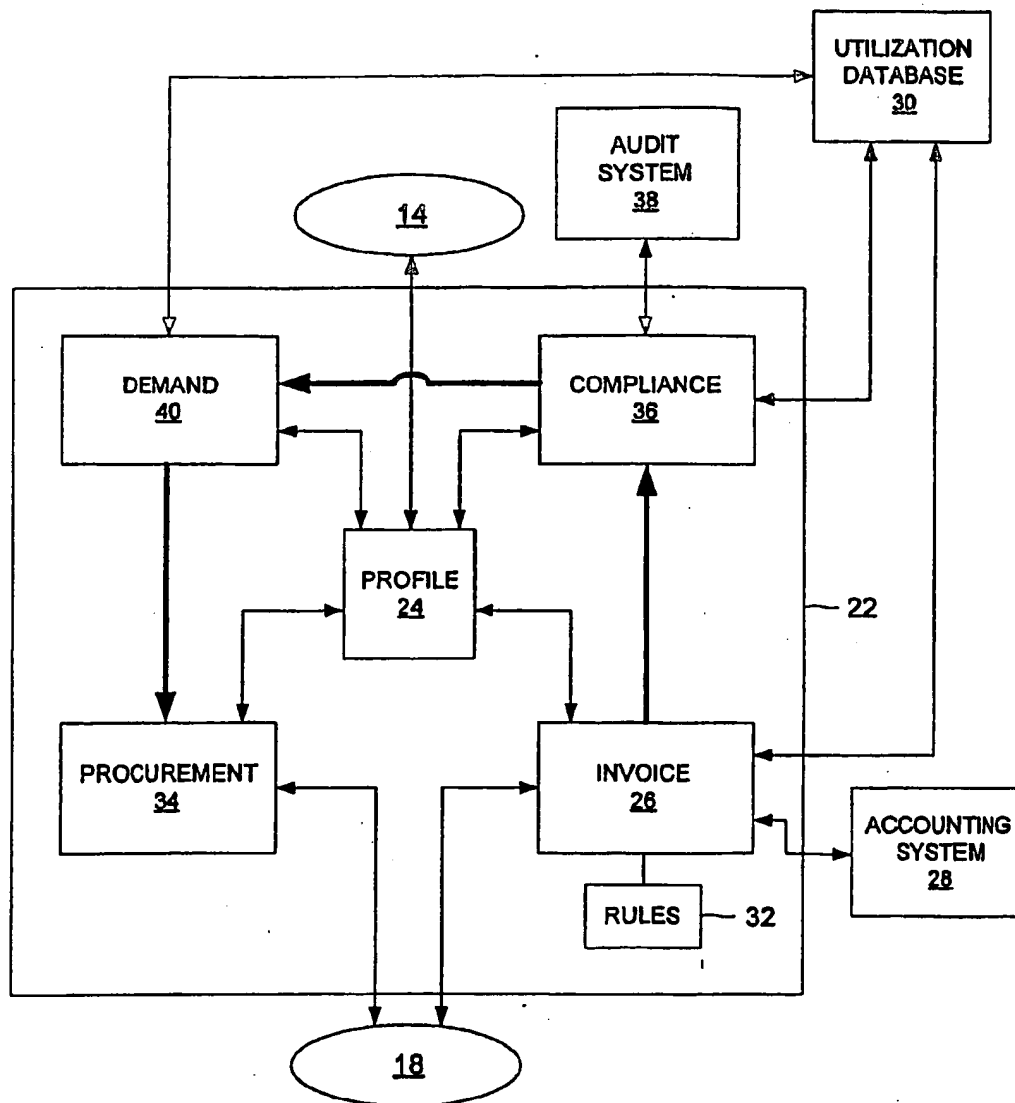 UTILIZATION
DATABASE
30
AUDIT
SYSTEM
38
14
DEMAND
40
COMPLIANCE
36
PROFILE
24
22
PROCUREMENT
34
INVOICE
26
ACCOUNTING
SYSTEM
28
RULES
32
18